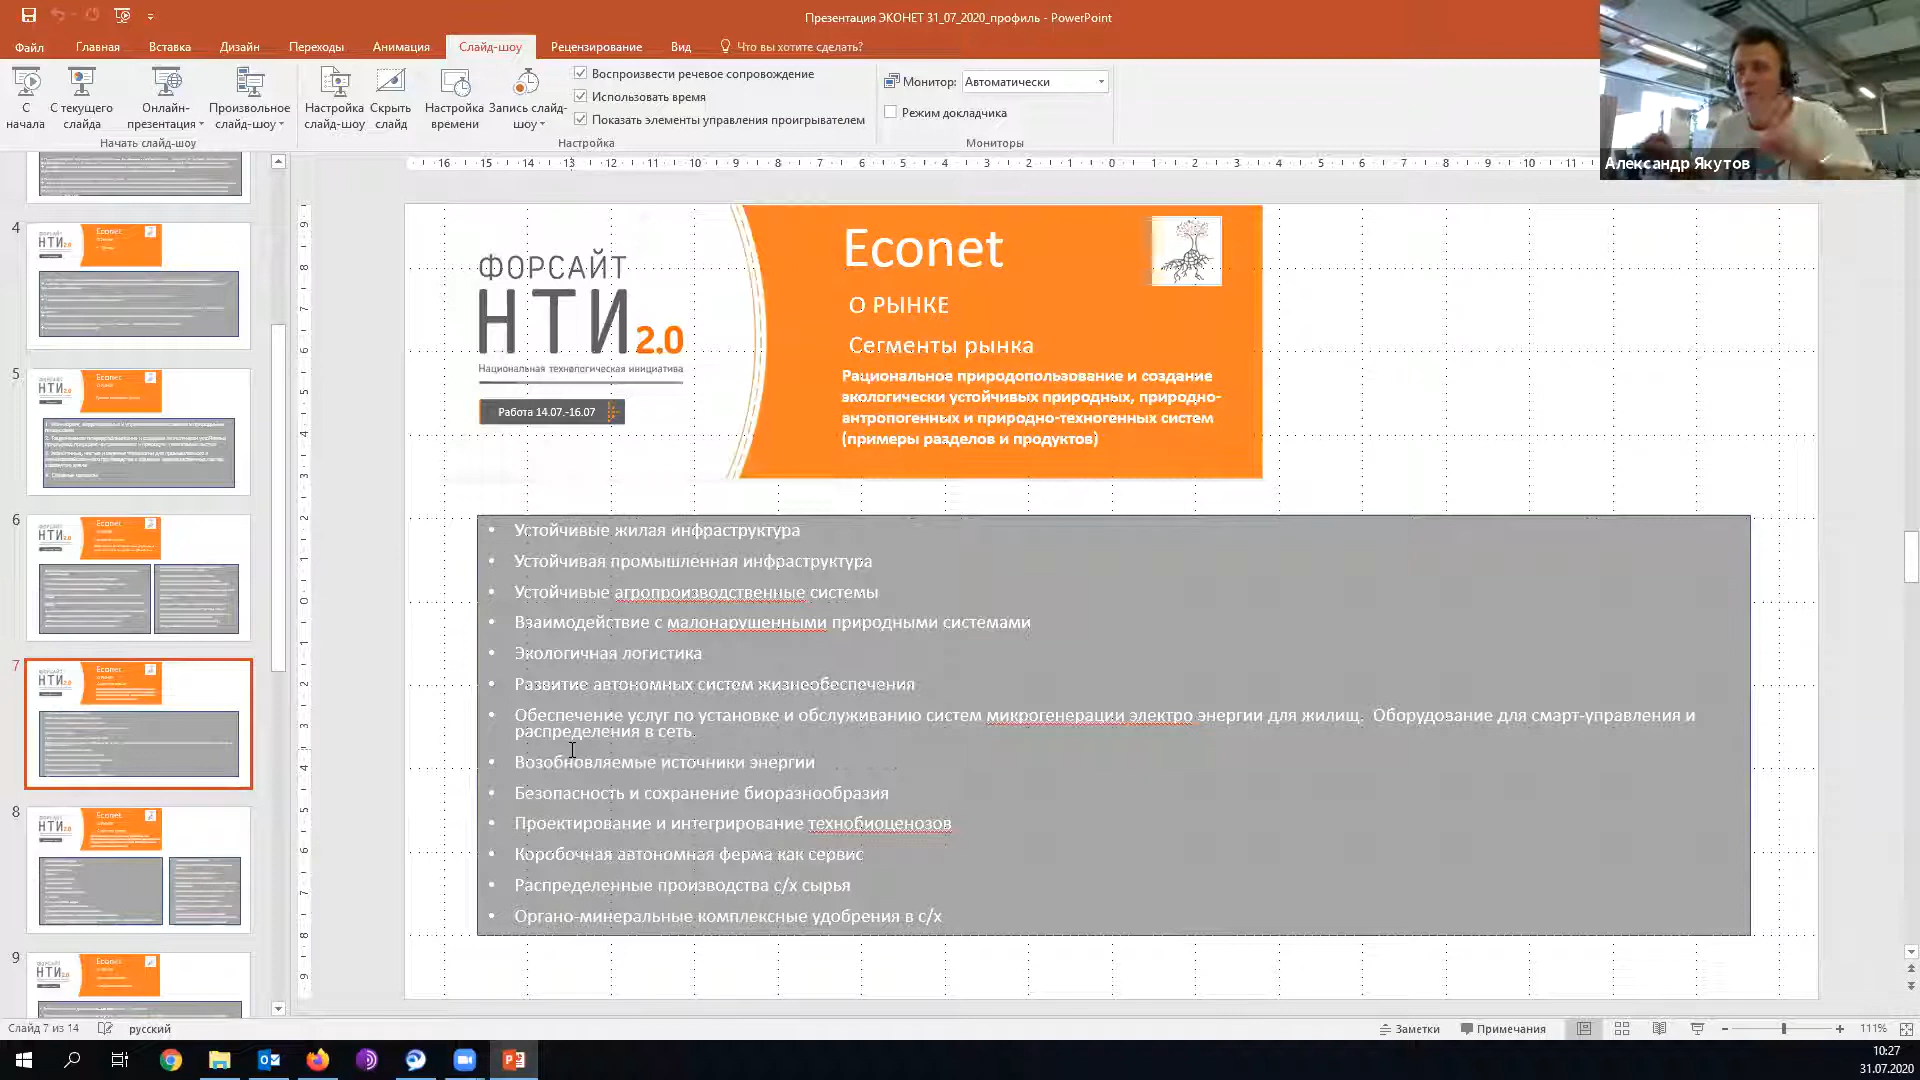 Презентация ЭКОНЕТ 31_07_2020_профиль - PowerPoint
Файл
Главная
Вставка
Дизайн
Переходы
Анимация
Слайд-шоу
Рецензирование
Вид
Что вы хотите сделать?
С начала
С текущего слайда
Онлайн-презентация
Произвольное слайд-шоу
Начать слайд-шоу
Настройка слайд-шоу
Скрыть слайд
Настройка времени
Запись слайд-шоу
Воспроизвести речевое сопровождение
Использовать время
Показать элементы управления проигрывателем
Настройка
Монитор: Автоматически
Режим докладчика
Мониторы
Александр Якутов
4
5
6
7
8
9
ФОРСАЙТ
НТИ 2.0
Национальная технологическая инициатива
Работа 14.07.-16.07
Econet
О РЫНКЕ
Сегменты рынка
Рациональное природопользование и создание
экологически устойчивых природных, природно-
антропогенных и природно-техногенных систем
(примеры разделов и продуктов)
• Устойчивые жилая инфраструктура
• Устойчивая промышленная инфраструктура
• Устойчивые агропроизводственные системы
• Взаимодействие с малонарушенными природными системами
• Экологичная логистика
• Развитие автономных систем жизнеобеспечения
• Обеспечение услуг по установке и обслуживанию систем микрогенерации электро энергии для жилищ. Оборудование для смарт-управления и
распределения в сеть.
• Возобновляемые источники энергии
• Безопасность и сохранение биоразнообразия
• Проектирование и интегрирование технобиоценозов
• Коробочная автономная ферма как сервис
• Распределенные производства с/х сырья
• Органо-минеральные комплексные удобрения в с/х
Слайд 7 из 14
русский
Заметки
Примечания
111%
10:27
31.07.2020